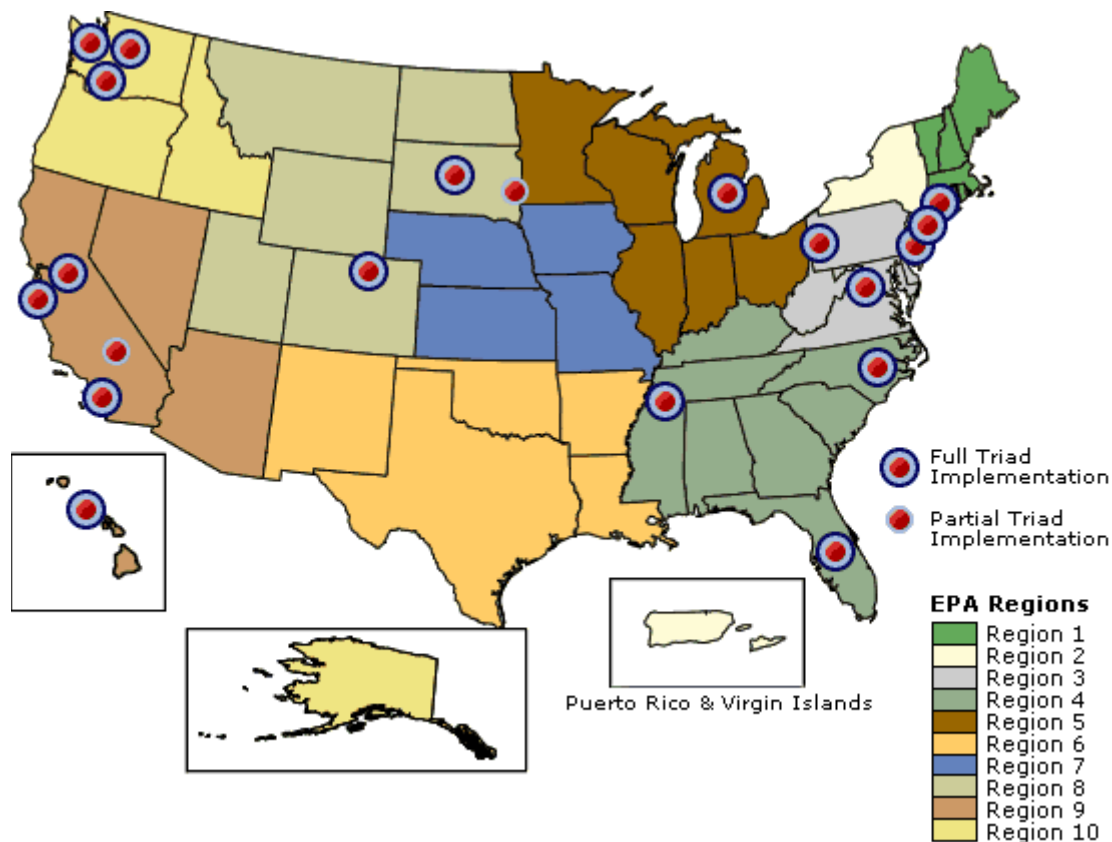 Full Triad
Implementation
Partial Triad
Implementation
Puerto Rico & Virgin Islands
EPA Regions
Region 1
Region 2
Region 3
Region 4
Region 5
Region 6
Region 7
Region 8
Region 9
Region 10